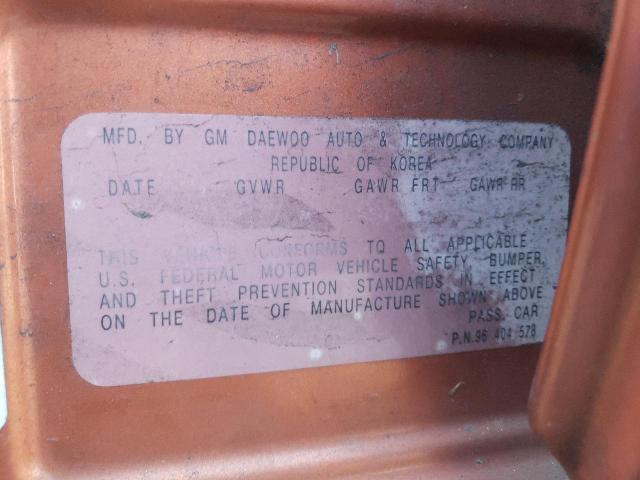 MFD. BY GM DAEWOO AUTO & TECHNOLOGY COMPANY
REPUBLIC OF KOREA
DATE GVWR GAWR FRT GAWR RR
THIS VEHICLE CONFORMS TO ALL APPLICABLE
U.S. FEDERAL MOTOR VEHICLE SAFETY, BUMPER,
AND THEFT PREVENTION STANDARDS IN EFFECT
ON THE DATE OF MANUFACTURE SHOWN ABOVE
PASS. CAR
P.N.96 404 578